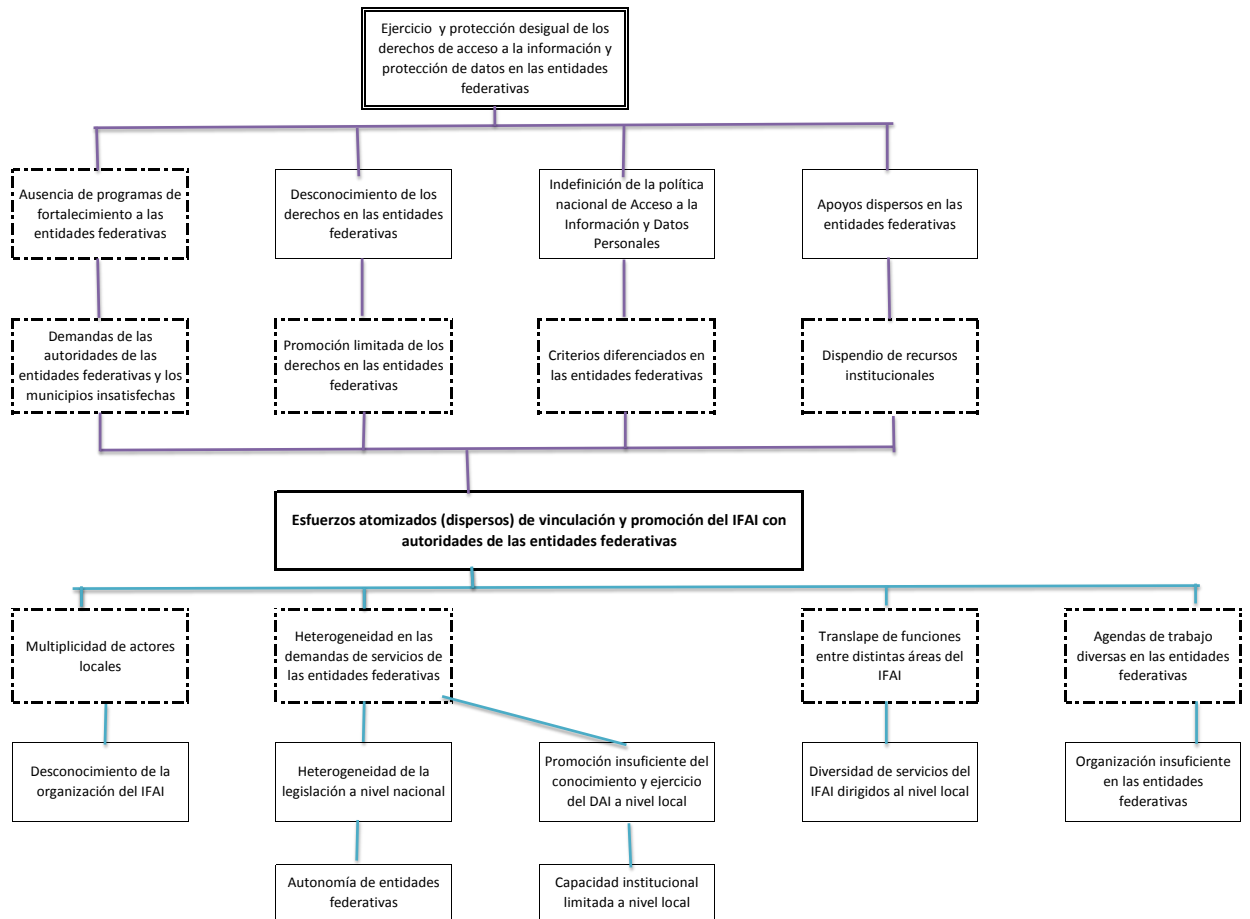 Ejercicio y protección desigual de los
derechos de acceso a la información y
protección de datos en las entidades
federativas
Ausencia de programas de
fortalecimiento a las
entidades federativas
Desconocimiento de los
derechos en las entidades
federativas
Indefinición de la política
nacional de Acceso a la
Información y Datos
Personales
Apoyos dispersos en las
entidades federativas
Demandas de las
autoridades de las
entidades federativas y los
municipios insatisfechas
Promoción limitada de los
derechos en las entidades
federativas
Criterios diferenciados en
las entidades federativas
Dispendio de recursos
institucionales
Esfuerzos atomizados (dispersos) de vinculación y promoción del IFAI con
autoridades de las entidades federativas
Multiplicidad de actores
locales
Heterogeneidad en las
demandas de servicios de
las entidades federativas
Translape de funciones
entre distintas áreas del
IFAI
Agendas de trabajo
diversas en las entidades
federativas
Desconocimiento de la
organización del IFAI
Heterogeneidad de la
legislación a nivel nacional
Promoción insuficiente del
conocimiento y ejercicio
del DAI a nivel local
Diversidad de servicios del
IFAI dirigidos al nivel local
Organización insuficiente
en las entidades
federativas
Autonomía de entidades
federativas
Capacidad institucional
limitada a nivel local